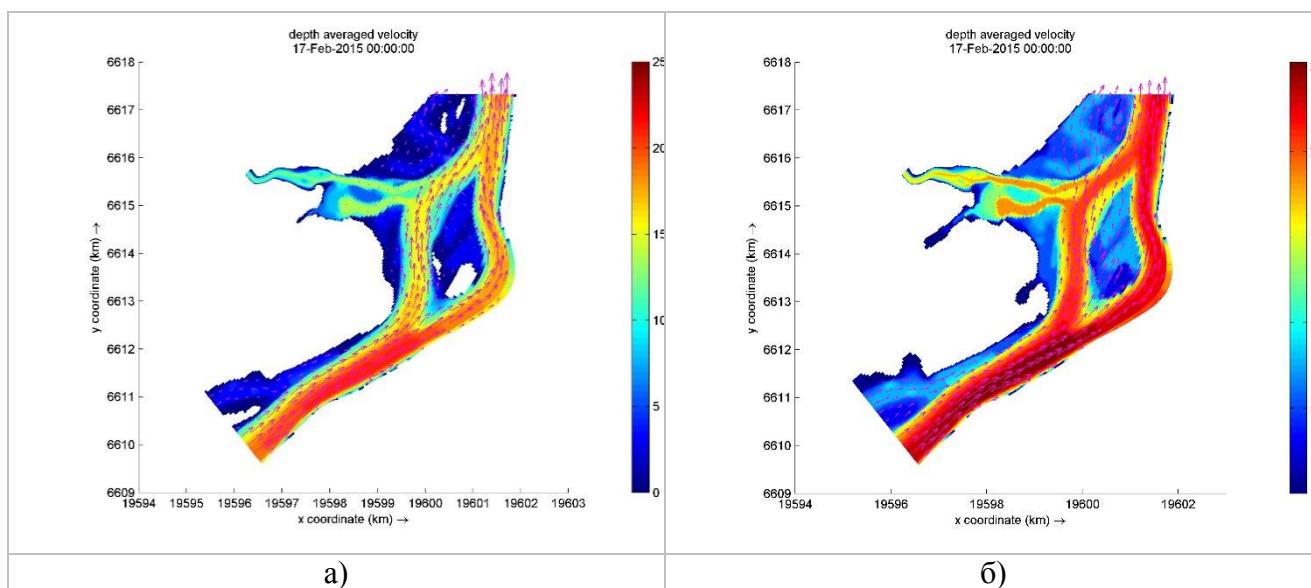 depth averaged velocity
17-Feb-2015 00:00:00
6618
6617
6616
6615
6614
6613
6612
6611
6610
6609
y coordinate (km) →
19594 19595 19596 19597 19598 19599 19600 19601 19602 19603
x coordinate (km) →
25
20
15
10
5
0
а)
depth averaged velocity
17-Feb-2015 00:00:00
6618
6617
6616
6615
6614
6613
6612
6611
6610
6609
y coordinate (km) →
19594 19596 19598 19600 19602
x coordinate (km) →
б)